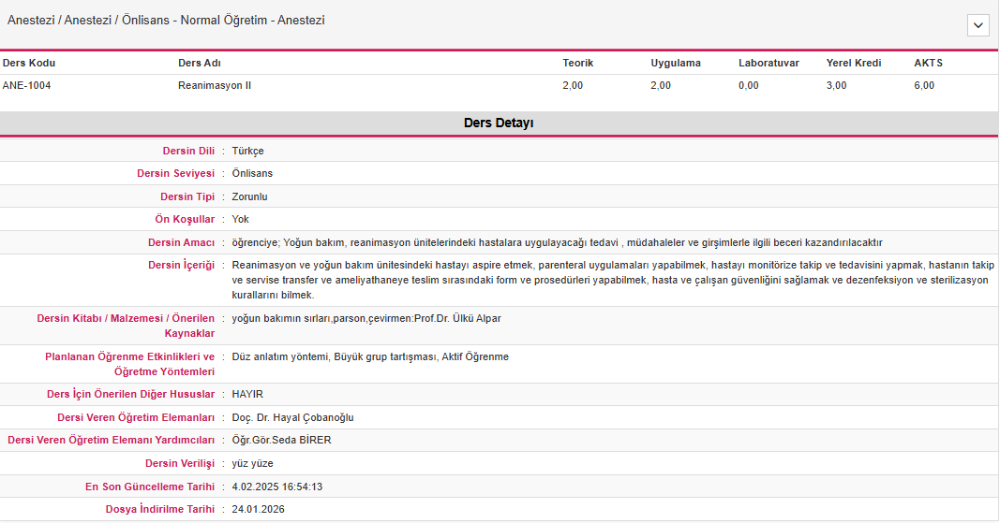 Anestezi / Anestezi / Önlisans - Normal Öğretim - Anestezi
Ders Kodu Ders Adı Teorik Uygulama Laboratuvar Yerel Kredi AKTS
ANE-1004 Reanimasyon II 2,00 2,00 0,00 3,00 6,00
Ders Detayı
Dersin Dili : Türkçe
Dersin Seviyesi : Önlisans
Dersin Tipi : Zorunlu
Ön Koşullar : Yok
Dersin Amacı : öğrenciye; Yoğun bakım, reanimasyon ünitelerindeki hastalara uygulayacağı tedavi , müdahaleler ve girişimlerle ilgili beceri kazandırılacaktır
Dersin İçeriği : Reanimasyon ve yoğun bakım ünitesindeki hastayı aspire etmek, parenteral uygulamaları yapabilmek, hastayı monitörize takip ve tedavisini yapmak, hastanın takip
ve servise transfer ve ameliyathaneye teslim sırasındaki form ve prosedürleri yapabilmek, hasta ve çalışan güvenliğini sağlamak ve dezenfeksiyon ve sterilizasyon
kurallarını bilmek.
Dersin Kitabı / Malzemesi / Önerilen : yoğun bakımın sırları,parson,çevirmen:Prof.Dr. Ülkü Alpar
Kaynaklar
Planlanan Öğrenme Etkinlikleri ve : Düz anlatım yöntemi, Büyük grup tartışması, Aktif Öğrenme
Öğretme Yöntemleri
Ders İçin Önerilen Diğer Hususlar : HAYIR
Dersi Veren Öğretim Elemanları : Doç. Dr. Hayal Çobanoğlu
Dersi Veren Öğretim Elemanı Yardımcıları : Öğr.Gör.Seda BİRER
Dersin Verilişi : yüz yüze
En Son Güncelleme Tarihi : 4.02.2025 16:54:13
Dosya İndirilme Tarihi : 24.01.2026